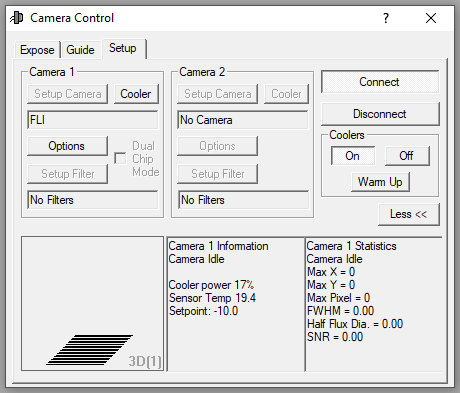 Camera Control
?
Expose Guide Setup
Camera 1
Setup Camera Cooler
FLI
Options
Dual
Chip
Mode
Setup Filter
No Filters
Camera 2
Setup Camera Cooler
No Camera
Options
Setup Filter
No Filters
Connect
Disconnect
Coolers
On Off
Warm Up
Less <<
3D(1)
Camera 1 Information
Camera Idle
Cooler power 17%
Sensor Temp 19.4
Setpoint: -10.0
Camera 1 Statistics
Camera Idle
Max X = 0
Max Y = 0
Max Pixel = 0
FWHM = 0.00
Half Flux Dia. = 0.00
SNR = 0.00